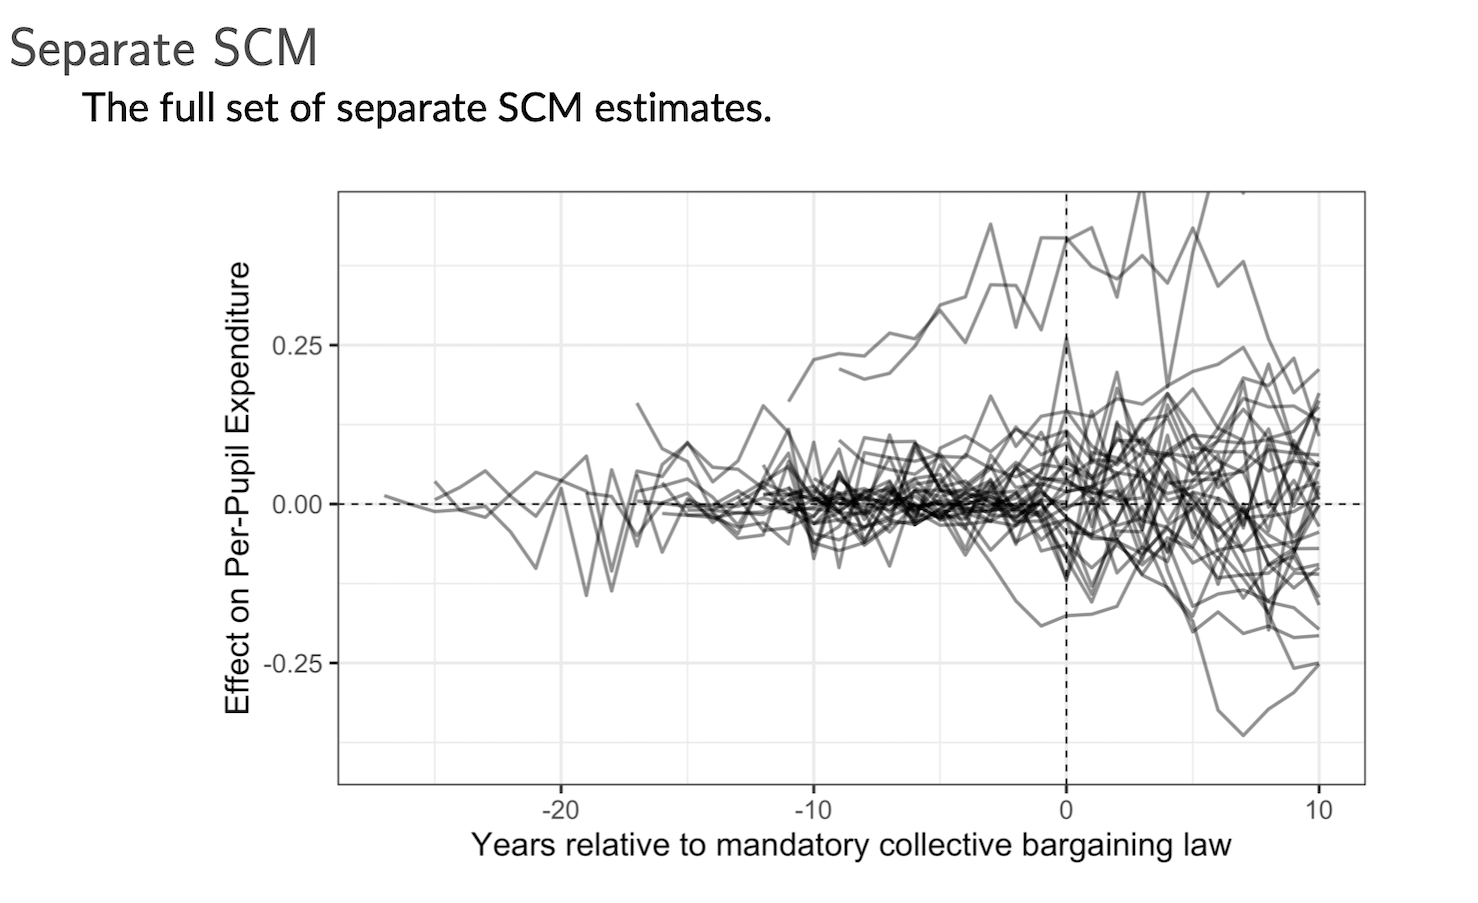 Separate SCM
The full set of separate SCM estimates.
Effect on Per-Pupil Expenditure
0.25
0.00
-0.25
-20
-10
0
10
Years relative to mandatory collective bargaining law